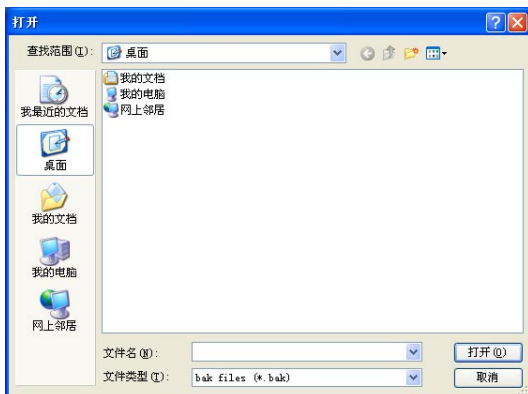 打开
查找范围(I):
桌面
我最近的文档
桌面
我的文档
我的电脑
网上邻居
我的文档
我的电脑
网上邻居
文件名(N):
打开(O)
文件类型(T):
bak files (*.bak)
取消